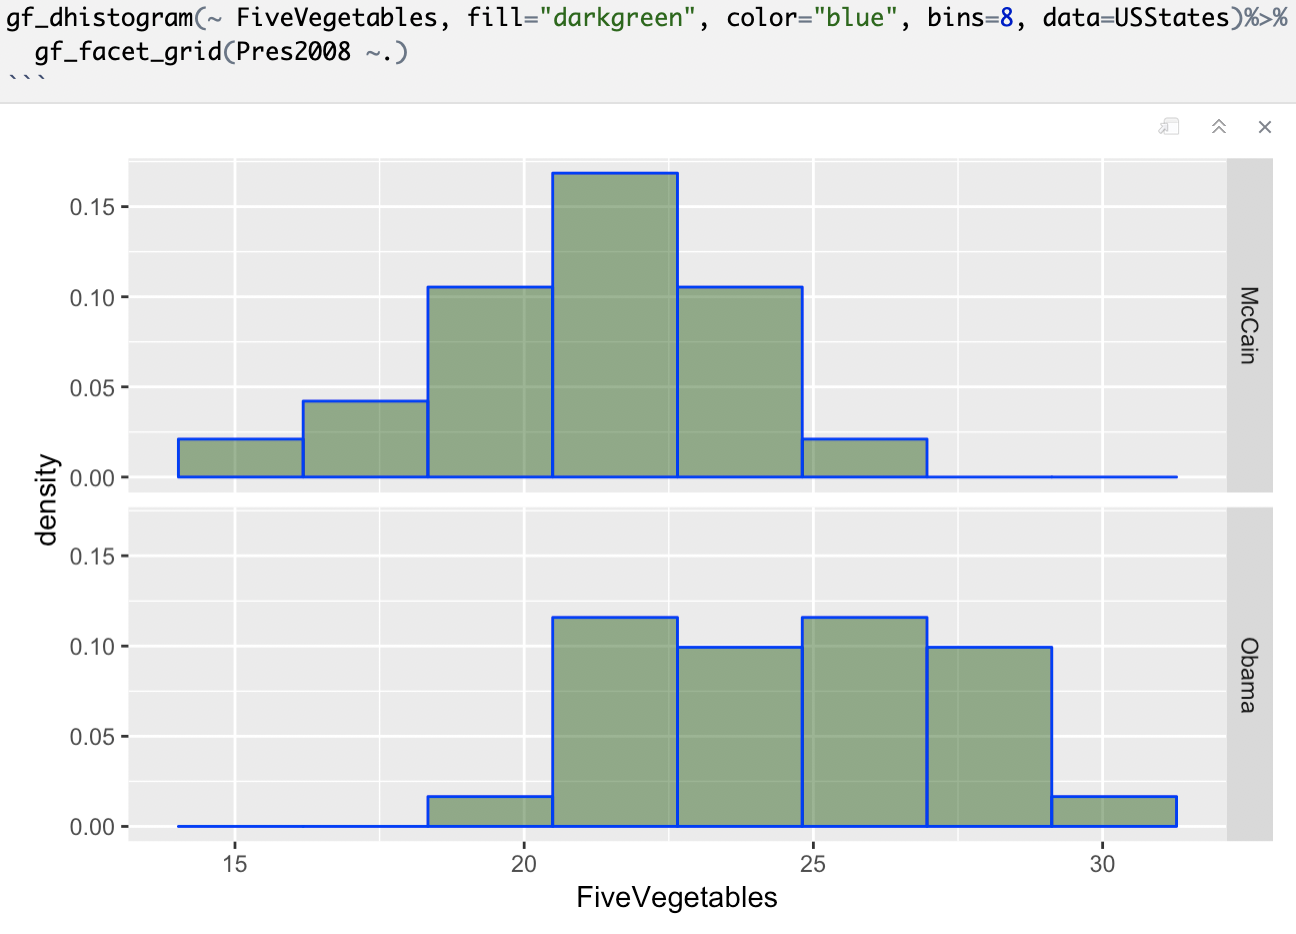 gf_dhistogram(~ FiveVegetables, fill="darkgreen", color="blue", bins=8, data=USStates)%>%
gf_facet_grid(Pres2008 ~.)
```
density
0.15
0.10
0.05
0.00
McCain
0.15
0.10
0.05
0.00
Obama
15 20 25 30
FiveVegetables